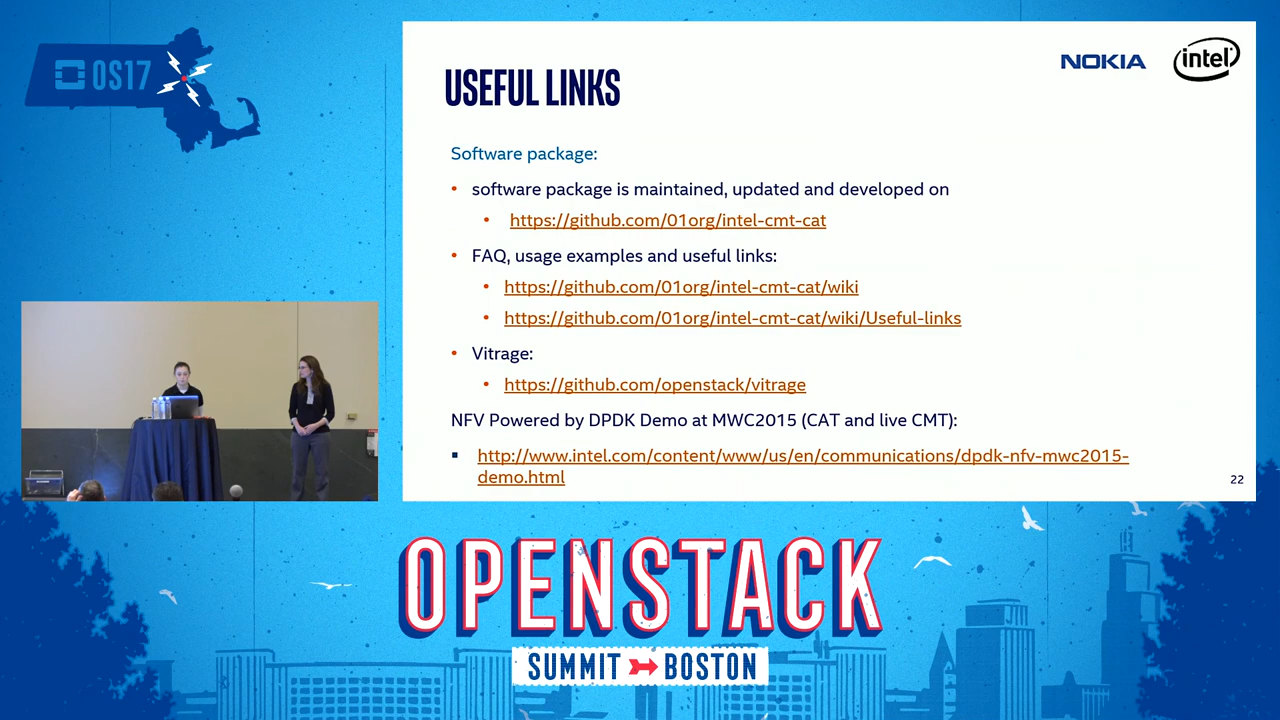 OS17
NOKIA
intel
USEFUL LINKS
Software package:
• software package is maintained, updated and developed on
• https://github.com/01org/intel-cmt-cat
• FAQ, usage examples and useful links:
• https://github.com/01org/intel-cmt-cat/wiki
• https://github.com/01org/intel-cmt-cat/wiki/Useful-links
• Vitrage:
• https://github.com/openstack/vitrage
NFV Powered by DPDK Demo at MWC2015 (CAT and live CMT):
▪ http://www.intel.com/content/www/us/en/communications/dpdk-nfv-mwc2015-
demo.html
22
OPENSTACK
SUMMIT BOSTON